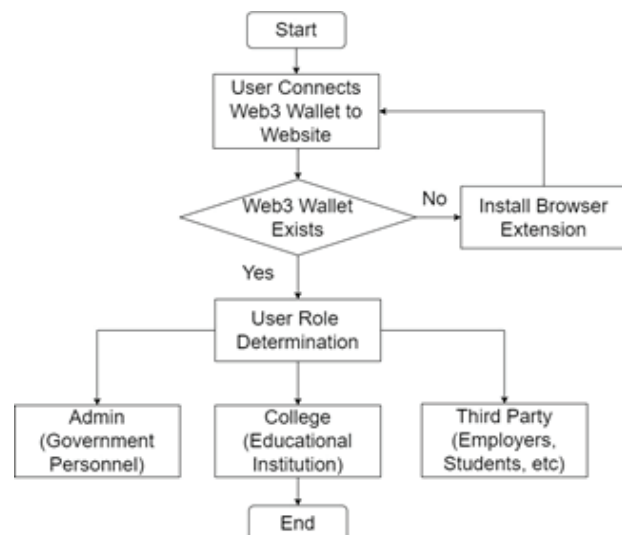 Start
User Connects
Web3 Wallet to
Website
Web3 Wallet
Exists
No
Install Browser
Extension
Yes
User Role
Determination
Admin
(Government
Personnel)
College
(Educational
Institution)
Third Party
(Employers,
Students, etc)
End